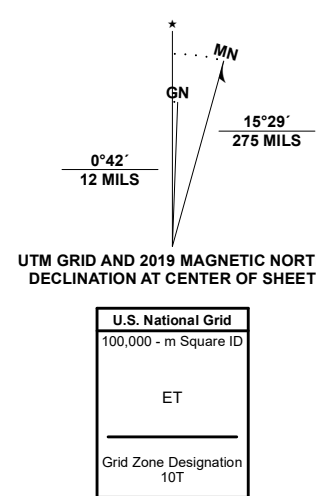 ★
MN
GN
15°29´
275 MILS
0°42´
12 MILS
UTM GRID AND 2019 MAGNETIC NORT
DECLINATION AT CENTER OF SHEET
U.S. National Grid
100,000 - m Square ID
ET
Grid Zone Designation
10T